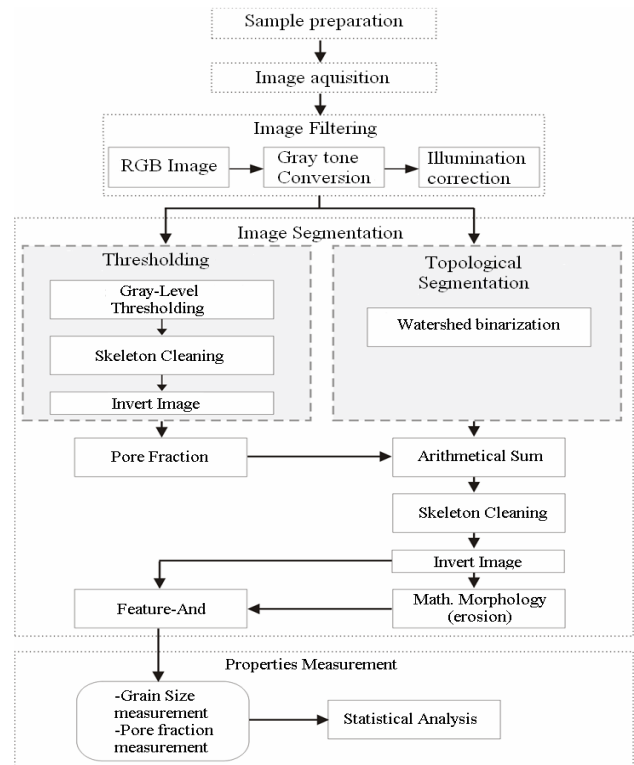 Sample preparation
Image aquisition
Image Filtering
RGB Image
Gray tone
Conversion
Illumination
correction
Image Segmentation
Thresholding
Gray-Level
Thresholding
Skeleton Cleaning
Invert Image
Topological
Segmentation
Watershed binarization
Pore Fraction
Arithmetical Sum
Skeleton Cleaning
Invert Image
Feature-And
Math. Morphology
(erosion)
Properties Measurement
-Grain Size
measurement
-Pore fraction
measurement
Statistical Analysis